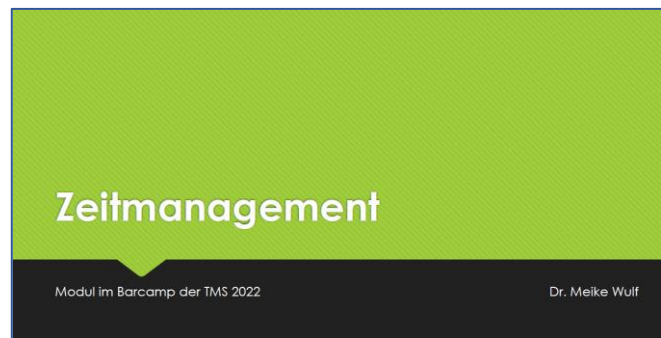 Zeitmanagement
Modul im Barcamp der TMS 2022 Dr. Meike Wulf